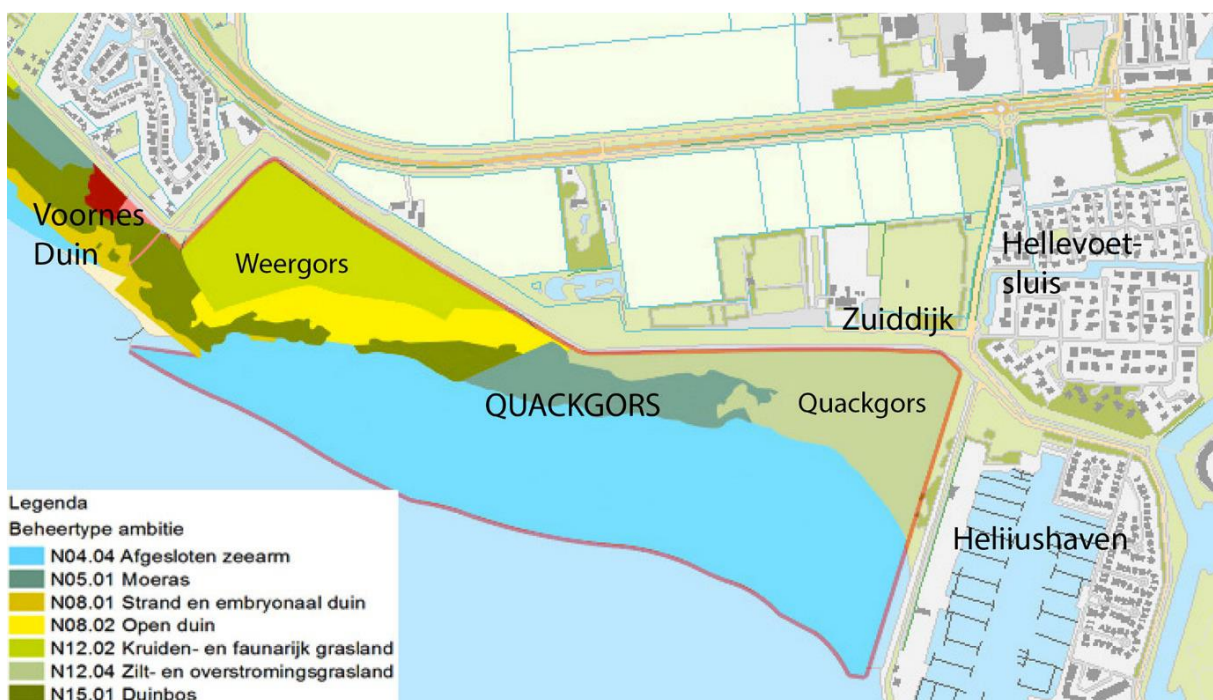 Voornes
Duin
Weergors
Hellevoet-
sluis
Zuiddijk
QUACKGORS
Quackgors
Heliiushaven
Legenda
Beheertype ambitie
N04.04 Afgesloten zeearm
N05.01 Moeras
N08.01 Strand en embryonaal duin
N08.02 Open duin
N12.02 Kruiden- en faunarijk grasland
N12.04 Zilt- en overstromingsgrasland
N15.01 Duinbos